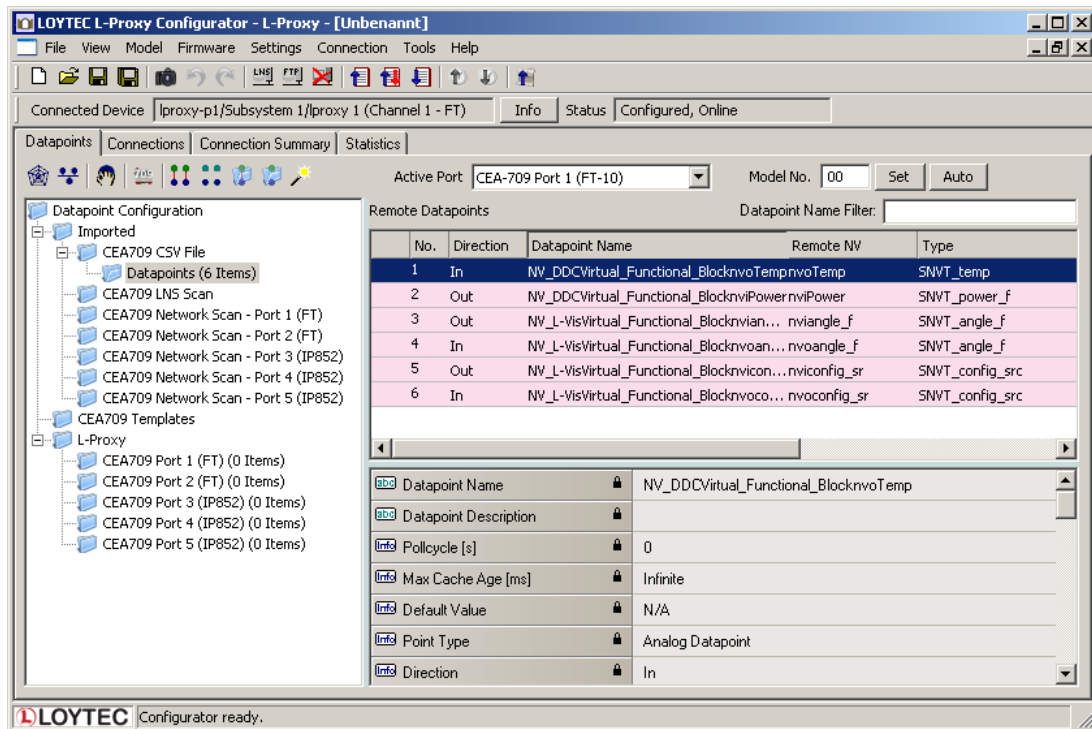 LOYTEC L-Proxy Configurator - L-Proxy - [Unbenannt]
File View Model Firmware Settings Connection Tools Help
LNS FTP
Connected Device lproxy-p1/Subsystem 1/lproxy 1 (Channel 1 - FT) Info Status Configured, Online
Datapoints Connections Connection Summary Statistics
Active Port CEA-709 Port 1 (FT-10) Model No. 00 Set Auto
Datapoint Configuration
Imported
CEA709 CSV File
Datapoints (6 Items)
CEA709 LNS Scan
CEA709 Network Scan - Port 1 (FT)
CEA709 Network Scan - Port 2 (FT)
CEA709 Network Scan - Port 3 (IP852)
CEA709 Network Scan - Port 4 (IP852)
CEA709 Network Scan - Port 5 (IP852)
CEA709 Templates
L-Proxy
CEA709 Port 1 (FT) (0 Items)
CEA709 Port 2 (FT) (0 Items)
CEA709 Port 3 (IP852) (0 Items)
CEA709 Port 4 (IP852) (0 Items)
CEA709 Port 5 (IP852) (0 Items)
Remote Datapoints Datapoint Name Filter:
No. Direction Datapoint Name Remote NV Type
1 In NV_DDCVirtual_Functional_BlocknvoTemp nvoTemp SNVT_temp
2 Out NV_DDCVirtual_Functional_BlocknviPower nviPower SNVT_power_f
3 Out NV_L-VisVirtual_Functional_Blocknvian... nviangle_f SNVT_angle_f
4 In NV_L-VisVirtual_Functional_Blocknvoan... nvoangle_f SNVT_angle_f
5 Out NV_L-VisVirtual_Functional_Blocknvicon... nviconfig_sr SNVT_config_src
6 In NV_L-VisVirtual_Functional_Blocknvoco... nvoconfig_sr SNVT_config_src
abc Datapoint Name NV_DDCVirtual_Functional_BlocknvoTemp
abc Datapoint Description
Info Pollcycle [s] 0
Info Max Cache Age [ms] Infinite
Info Default Value N/A
Info Point Type Analog Datapoint
Info Direction In
LOYTEC Configurator ready.